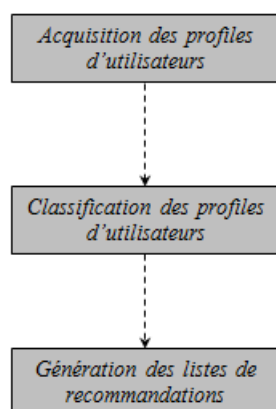 Acquisition des profiles
d'utilisateurs
Classification des profiles
d'utilisateurs
Génération des listes de
recommandations